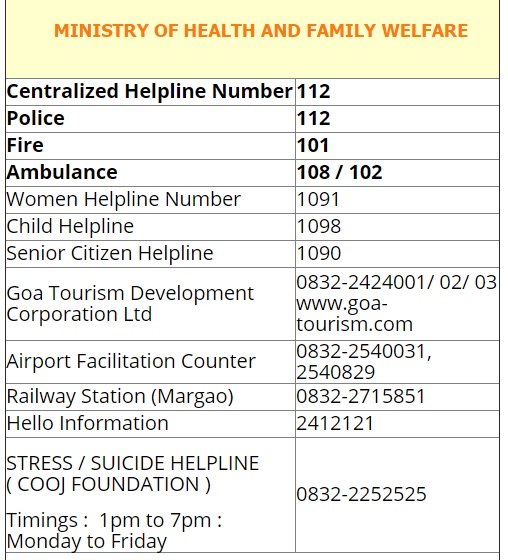 MINISTRY OF HEALTH AND FAMILY WELFARE
Centralized Helpline Number 112
Police 112
Fire 101
Ambulance 108 / 102
Women Helpline Number 1091
Child Helpline 1098
Senior Citizen Helpline 1090
Goa Tourism Development
Corporation Ltd
0832-2424001/ 02/ 03
www.goa-
tourism.com
Airport Facilitation Counter
0832-2540031,
2540829
Railway Station (Margao) 0832-2715851
Hello Information 2412121
STRESS / SUICIDE HELPLINE
( COOJ FOUNDATION )
Timings :  1pm to 7pm :
Monday to Friday
0832-2252525